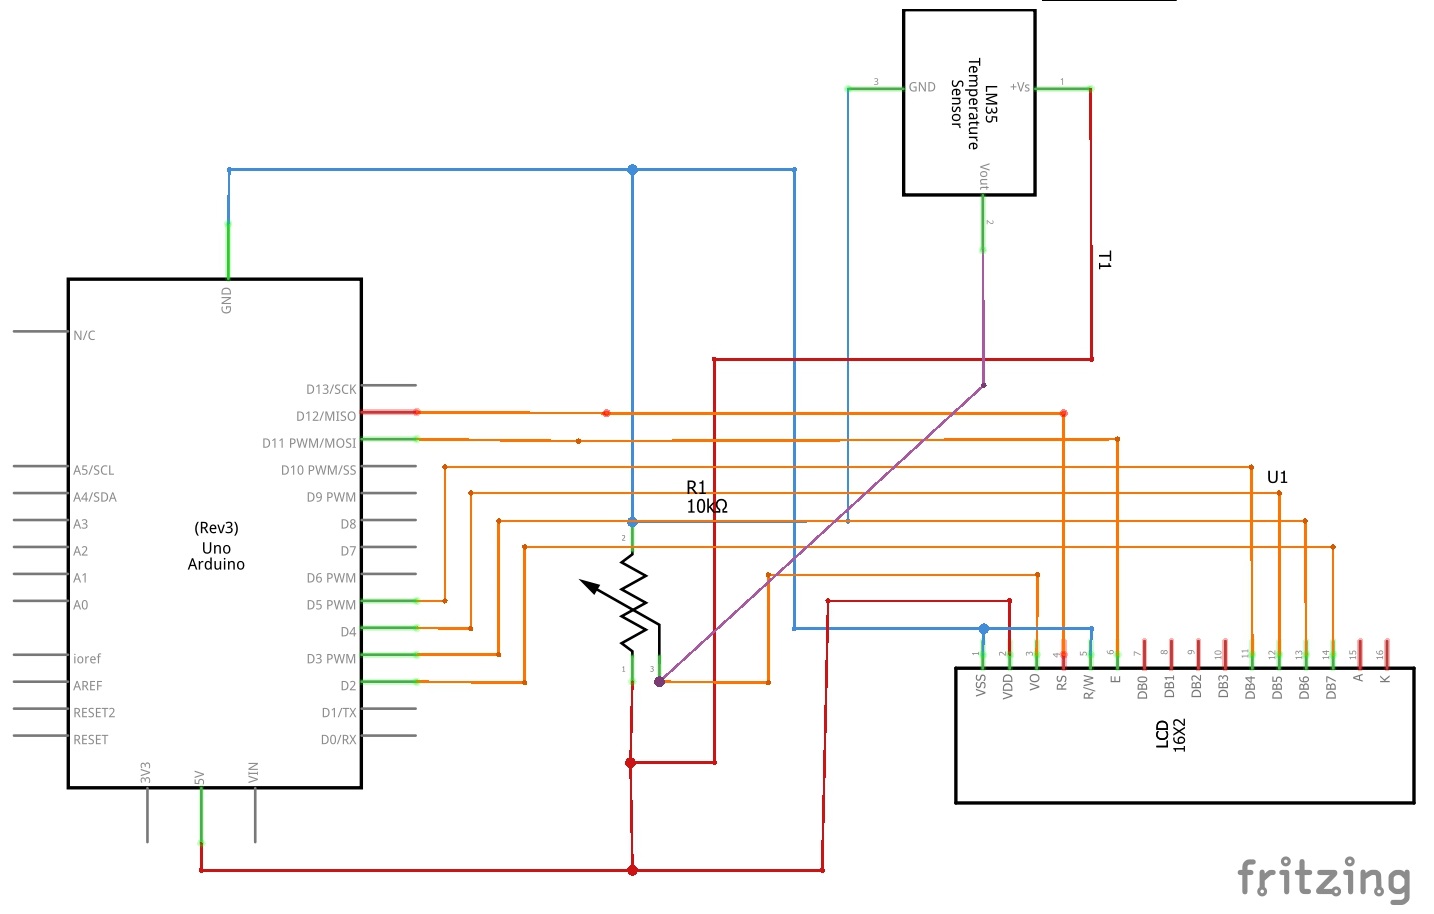 3
GND
+Vs
1
LM35
Temperature
Sensor
Vout
2
T1
GND
N/C
D13/SCK
D12/MISO
D11 PWM/MOSI
A5/SCL
D10 PWM/SS
A4/SDA
D9 PWM
A3
D8
A2
D7
A1
D6 PWM
A0
D5 PWM
D4
ioref
D3 PWM
AREF
D2
RESET2
D1/TX
RESET
D0/RX
(Rev3)
Uno
Arduino
3V3
5V
VIN
R1
10kΩ
2
1
3
U1
1
2
3
4
5
6
7
8
9
10
11
12
13
14
15
16
VSS
VDD
VO
RS
R/W
E
DB0
DB1
DB2
DB3
DB4
DB5
DB6
DB7
A
K
LCD
16X2
fritzing